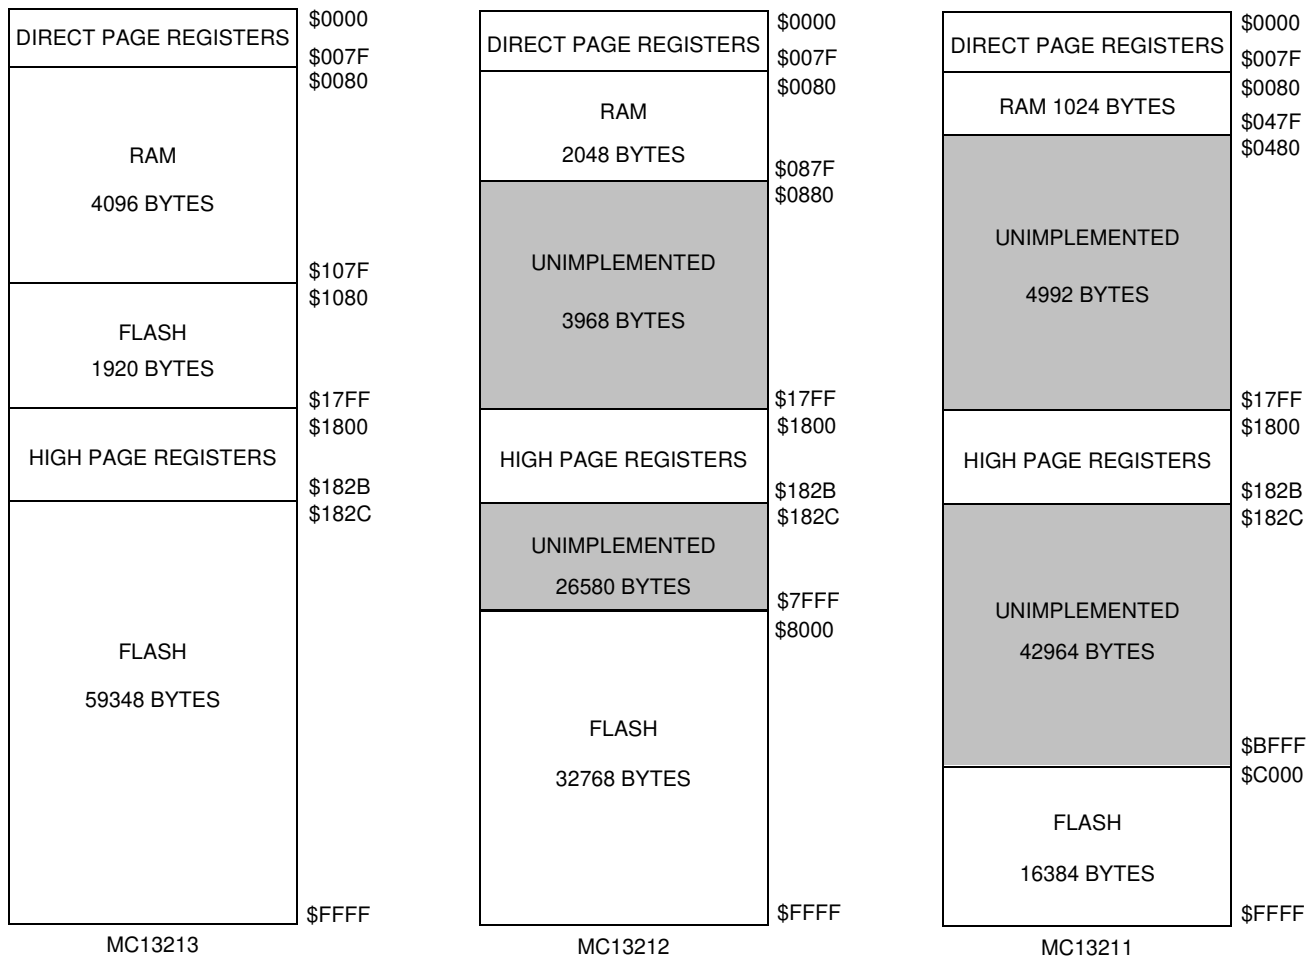 DIRECT PAGE REGISTERS
$0000
$007F
$0080
RAM
4096 BYTES
$107F
$1080
FLASH
1920 BYTES
$17FF
$1800
HIGH PAGE REGISTERS
$182B
$182C
FLASH
59348 BYTES
$FFFF
MC13213
DIRECT PAGE REGISTERS
$0000
$007F
$0080
RAM
2048 BYTES
$087F
$0880
UNIMPLEMENTED
3968 BYTES
$17FF
$1800
HIGH PAGE REGISTERS
$182B
$182C
UNIMPLEMENTED
26580 BYTES
$7FFF
$8000
FLASH
32768 BYTES
$FFFF
MC13212
DIRECT PAGE REGISTERS
$0000
$007F
$0080
RAM 1024 BYTES
$047F
$0480
UNIMPLEMENTED
4992 BYTES
$17FF
$1800
HIGH PAGE REGISTERS
$182B
$182C
UNIMPLEMENTED
42964 BYTES
$BFFF
$C000
FLASH
16384 BYTES
$FFFF
MC13211